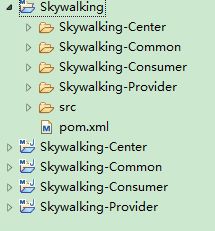 Skywalking
Skywalking-Center
Skywalking-Common
Skywalking-Consumer
Skywalking-Provider
src
pom.xml
Skywalking-Center
Skywalking-Common
Skywalking-Consumer
Skywalking-Provider